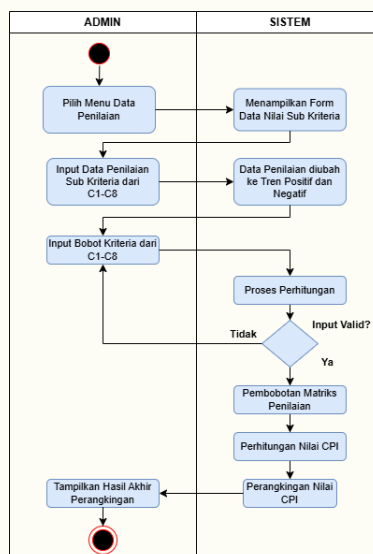 ADMIN
SISTEM
Pilih Menu Data
Penilaian
Menampilkan Form
Data Nilai Sub Kriteria
Input Data Penilaian
Sub Kriteria dari
C1-C8
Data Penilaian diubah
ke Tren Positif dan
Negatif
Input Bobot Kriteria dari
C1-C8
Proses Perhitungan
Input Valid?
Tidak
Ya
Pembobotan Matriks
Penilaian
Perhitungan Nilai CPI
Tampilkan Hasil Akhir
Perangkingan
Perangkingan Nilai
CPI